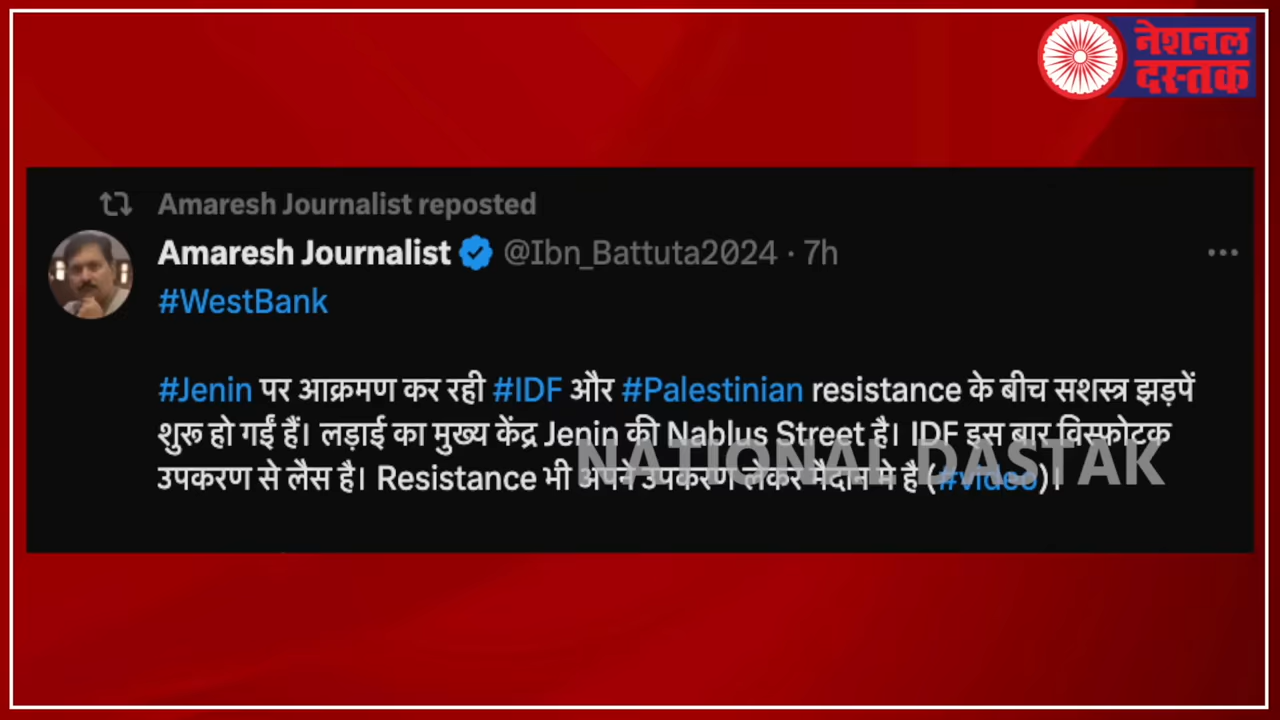 नेशनल
दस्तक
Amaresh Journalist reposted
Amaresh Journalist @Ibn_Battuta2024 · 7h
#WestBank
#Jenin पर आक्रमण कर रही #IDF और #Palestinian resistance के बीच सशस्त्र झड़पें
शुरू हो गईं हैं। लड़ाई का मुख्य केंद्र Jenin की Nablus Street है। IDF इस बार विस्फोटक
उपकरण से लैस है। Resistance भी अपने उपकरण लेकर मैदान मे है (#video)।
NATIONAL DASTAK